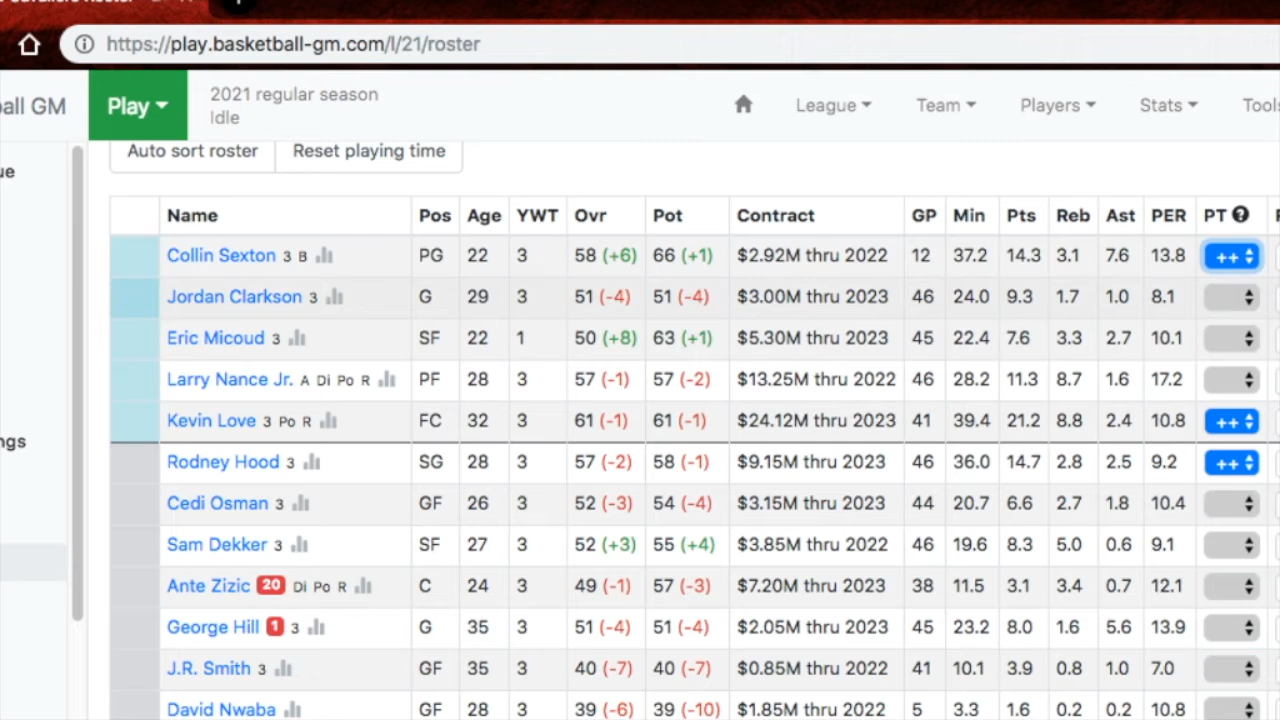 https://play.basketball-gm.com/l/21/roster
ball GM Play 2021 regular season Idle League Team Players Stats Tools
Auto sort roster Reset playing time
Name Pos Age YWT Ovr Pot Contract GP Min Pts Reb Ast PER PT ?
Collin Sexton 3 B PG 22 3 58 (+6) 66 (+1) $2.92M thru 2022 12 37.2 14.3 3.1 7.6 13.8 ++
Jordan Clarkson 3 G 29 3 51 (-4) 51 (-4) $3.00M thru 2023 46 24.0 9.3 1.7 1.0 8.1
Eric Micoud 3 SF 22 1 50 (+8) 63 (+1) $5.30M thru 2023 45 22.4 7.6 3.3 2.7 10.1
Larry Nance Jr. A Di Po R PF 28 3 57 (-1) 57 (-2) $13.25M thru 2022 46 28.2 11.3 8.7 1.6 17.2
Kevin Love 3 Po R FC 32 3 61 (-1) 61 (-1) $24.12M thru 2023 41 39.4 21.2 8.8 2.4 10.8 ++
ngs
Rodney Hood 3 SG 28 3 57 (-2) 58 (-1) $9.15M thru 2023 46 36.0 14.7 2.8 2.5 9.2 ++
Cedi Osman 3 GF 26 3 52 (-3) 54 (-4) $3.15M thru 2023 44 20.7 6.6 2.7 1.8 10.4
Sam Dekker 3 SF 27 3 52 (+3) 55 (+4) $3.85M thru 2022 46 19.6 8.3 5.0 0.6 9.1
Ante Zizic 20 Di Po R C 24 3 49 (-1) 57 (-3) $7.20M thru 2023 38 11.5 3.1 3.4 0.7 12.1
George Hill 1 3 G 35 3 51 (-4) 51 (-4) $2.05M thru 2023 45 23.2 8.0 1.6 5.6 13.9
J.R. Smith 3 GF 35 3 40 (-7) 40 (-7) $0.85M thru 2022 41 10.1 3.9 0.8 1.0 7.0
David Nwaba GF 28 3 39 (-6) 39 (-10) $1.85M thru 2022 5 3.3 1.6 0.2 0.2 10.8